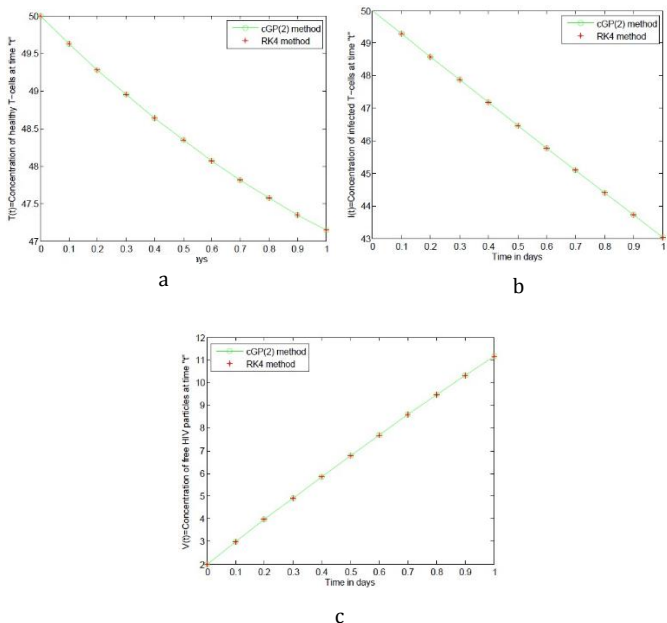 T(t)=Concentration of healthy T-cells at time "t"
50
49.5
49
48.5
48
47.5
47
0 0.1 0.2 0.3 0.4 0.5 0.6 0.7 0.8 0.9 1
ays
cGP(2) method
RK4 method
a
I(t)=Concentration of infected T-cells at time "t"
50
49
48
47
46
45
44
43
0.1 0.2 0.3 0.4 0.5 0.6 0.7 0.8 0.9 1
Time in days
cGP(2) method
RK4 method
b
V(t)=Concentration of free HIV particles at time "t"
12
11
10
9
8
7
6
5
4
3
2
0 0.1 0.2 0.3 0.4 0.5 0.6 0.7 0.8 0.9 1
Time in days
cGP(2) method
RK4 method
c